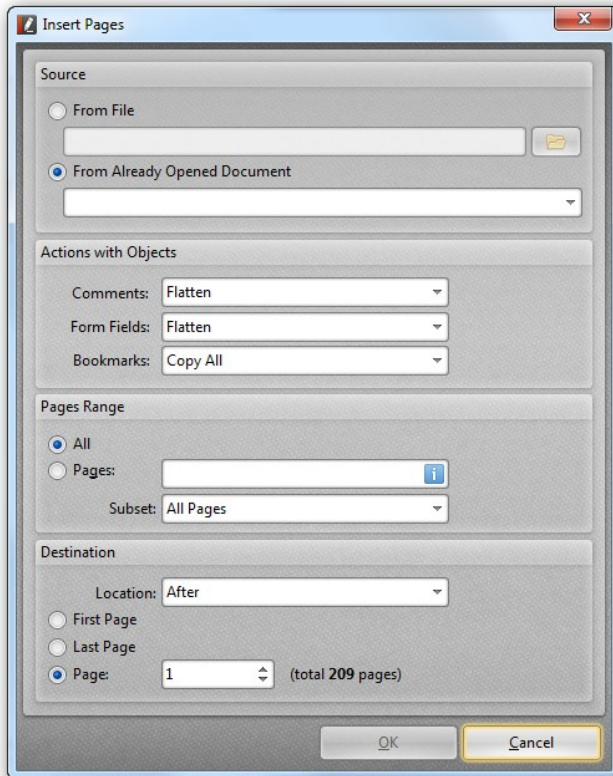 Insert Pages
Source
From File
From Already Opened Document
Actions with Objects
Comments: Flatten
Form Fields: Flatten
Bookmarks: Copy All
Pages Range
All
Pages:
Subset: All Pages
Destination
Location: After
First Page
Last Page
Page: 1 (total 209 pages)
OK Cancel